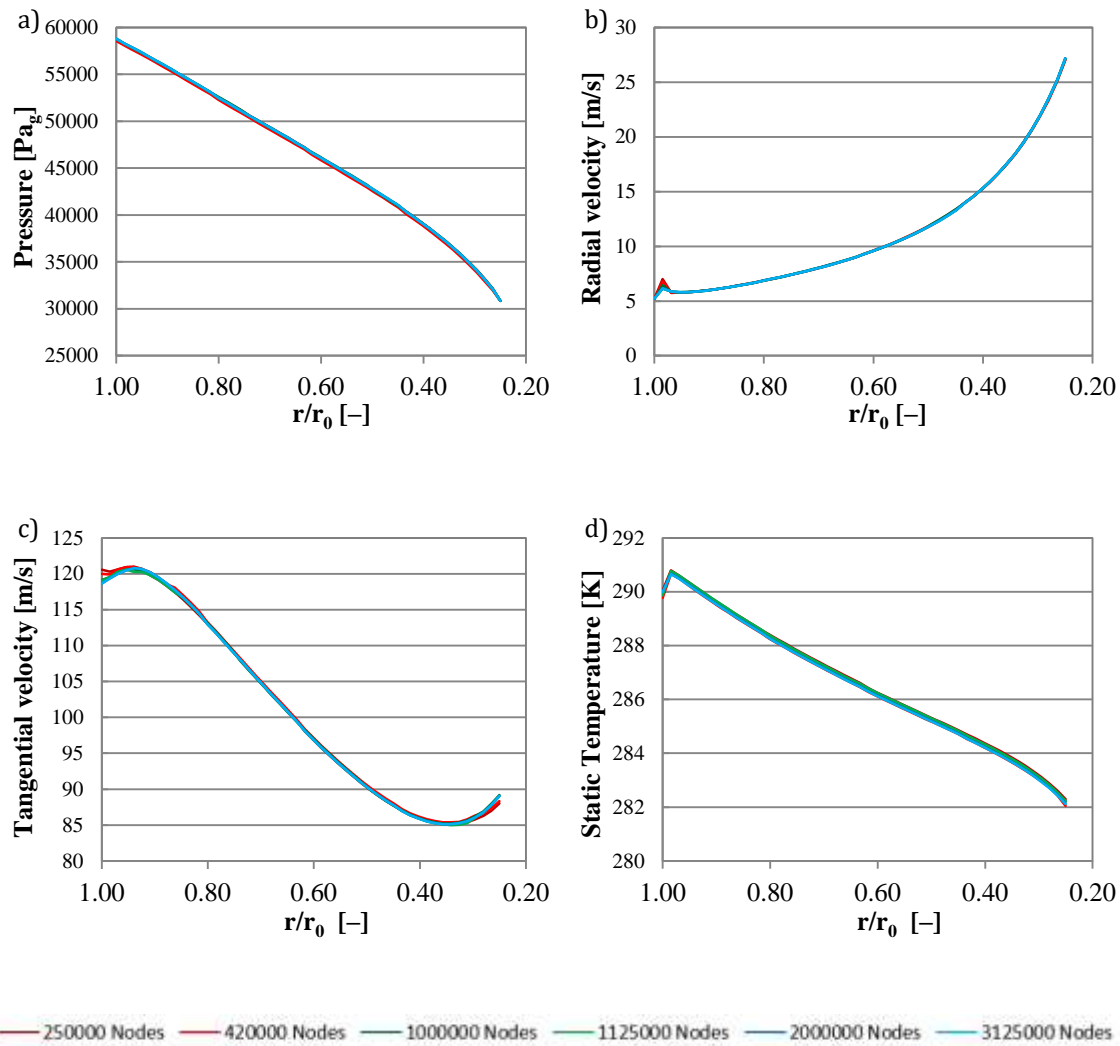 a)
60000
55000
50000
45000
40000
35000
30000
25000
Pressure [Pag]
1.00 0.80 0.60 0.40 0.20
r/r0 [–]
b)
30
25
20
15
10
5
0
Radial velocity [m/s]
1.00 0.80 0.60 0.40 0.20
r/r0 [–]
c)
125
120
115
110
105
100
95
90
85
80
Tangential velocity [m/s]
1.00 0.80 0.60 0.40 0.20
r/r0 [–]
d)
292
290
288
286
284
282
280
Static Temperature [K]
1.00 0.80 0.60 0.40 0.20
r/r0 [–]
250000 Nodes 420000 Nodes 1000000 Nodes 1125000 Nodes 2000000 Nodes 3125000 Nodes